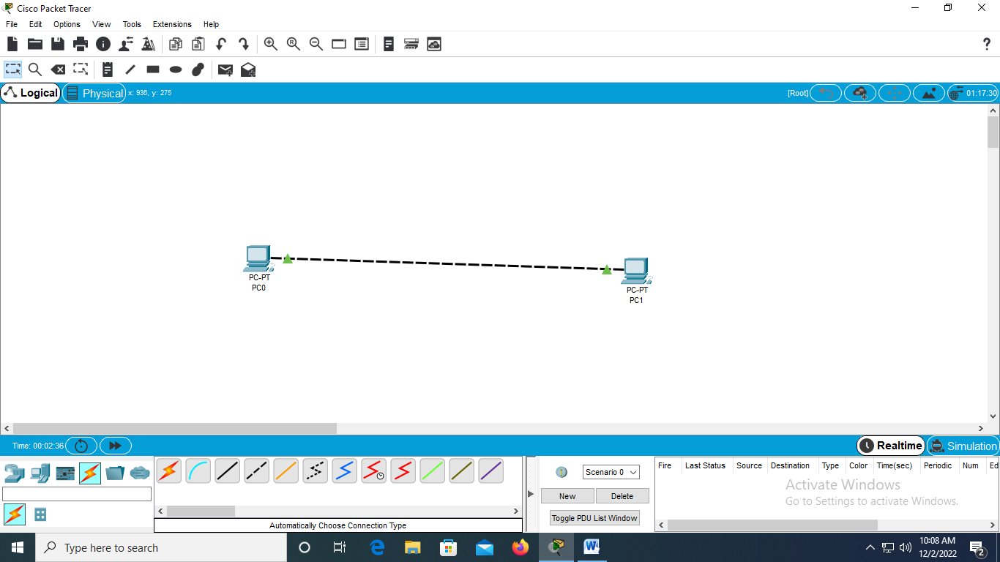 Cisco Packet Tracer
File Edit Options View Tools Extensions Help
Logical Physical x: 936, y: 275 [Root] 01:17:30
PC-PT
PC0
PC-PT
PC1
Time: 00:02:36 Realtime Simulation
Scenario 0
New Delete
Toggle PDU List Window
Fire Last Status Source Destination Type Color Time(sec) Periodic Num Ed
Activate Windows
Go to Settings to activate Windows.
Automatically Choose Connection Type
Type here to search
10:08 AM
12/2/2022
2